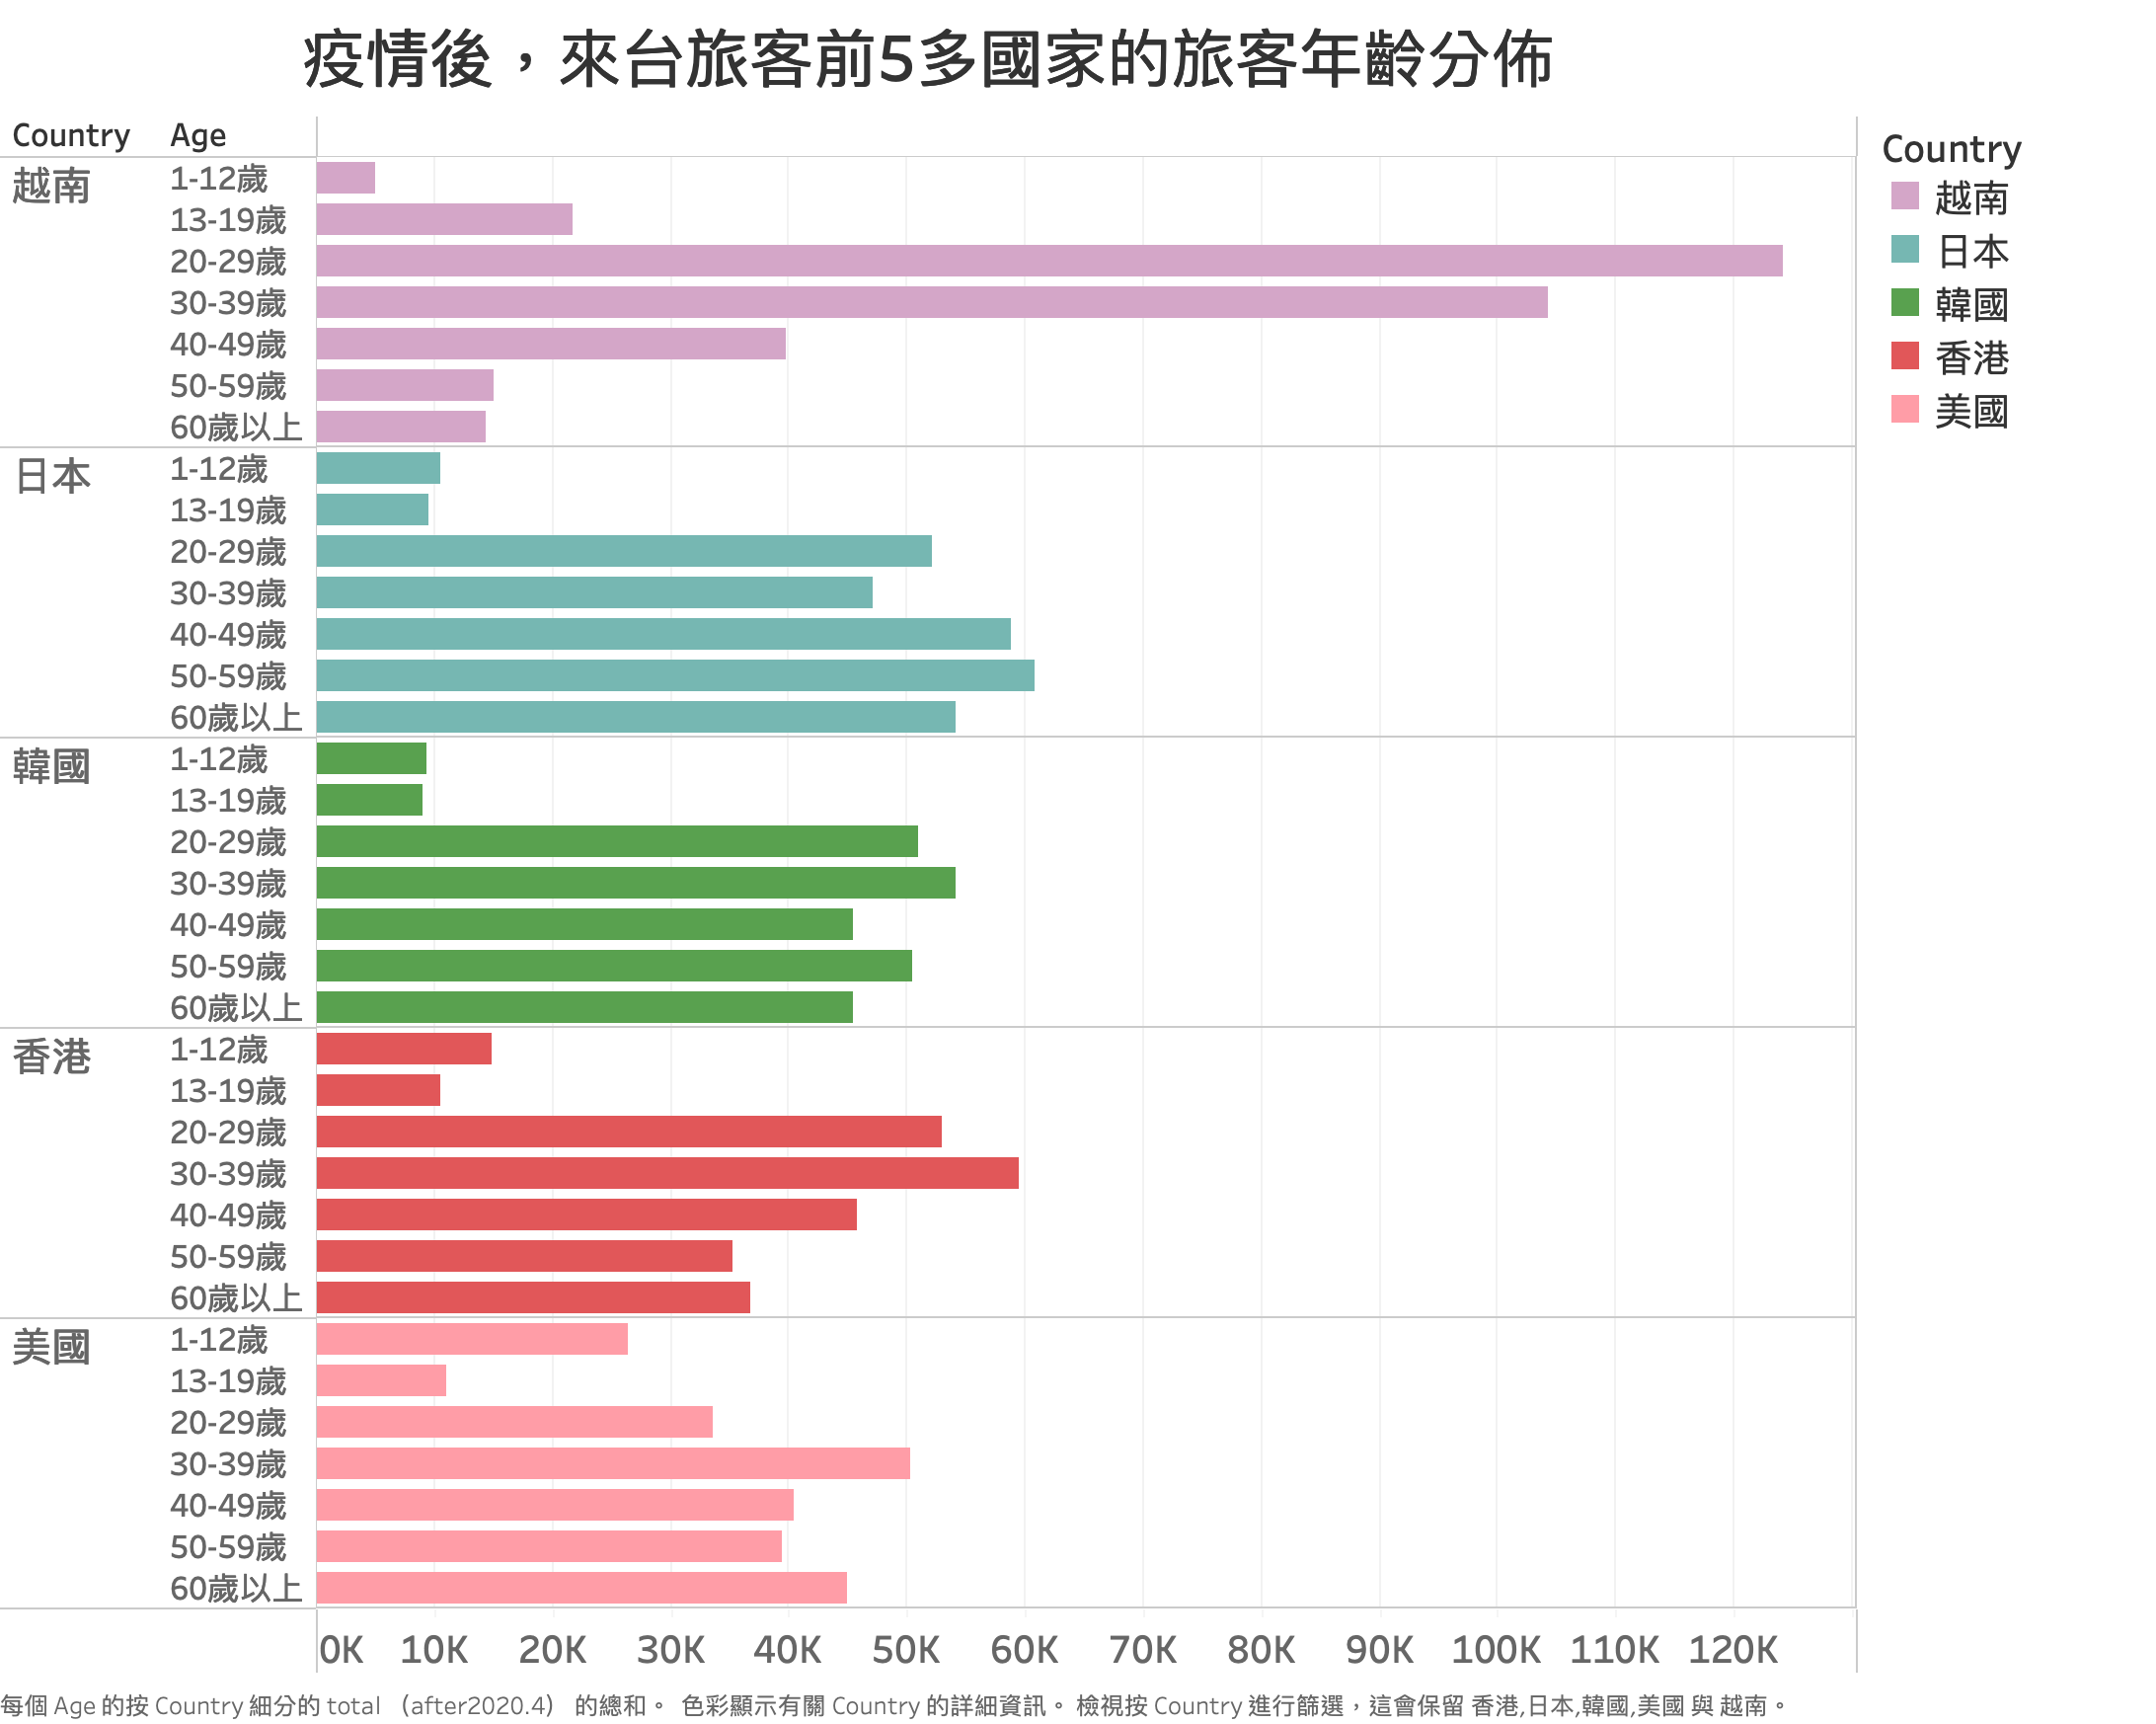 疫情後，來台旅客前5多國家的旅客年齡分佈
Country Age
越南 1-12歲
13-19歲
20-29歲
30-39歲
40-49歲
50-59歲
60歲以上
日本 1-12歲
13-19歲
20-29歲
30-39歲
40-49歲
50-59歲
60歲以上
韓國 1-12歲
13-19歲
20-29歲
30-39歲
40-49歲
50-59歲
60歲以上
香港 1-12歲
13-19歲
20-29歲
30-39歲
40-49歲
50-59歲
60歲以上
美國 1-12歲
13-19歲
20-29歲
30-39歲
40-49歲
50-59歲
60歲以上
0K 10K 20K 30K 40K 50K 60K 70K 80K 90K 100K 110K 120K
Country
越南
日本
韓國
香港
美國
每個 Age 的按 Country 細分的 total （after2020.4） 的總和。 色彩顯示有關 Country 的詳細資訊。 檢視按 Country 進行篩選，這會保留 香港,日本,韓國,美國 與 越南。